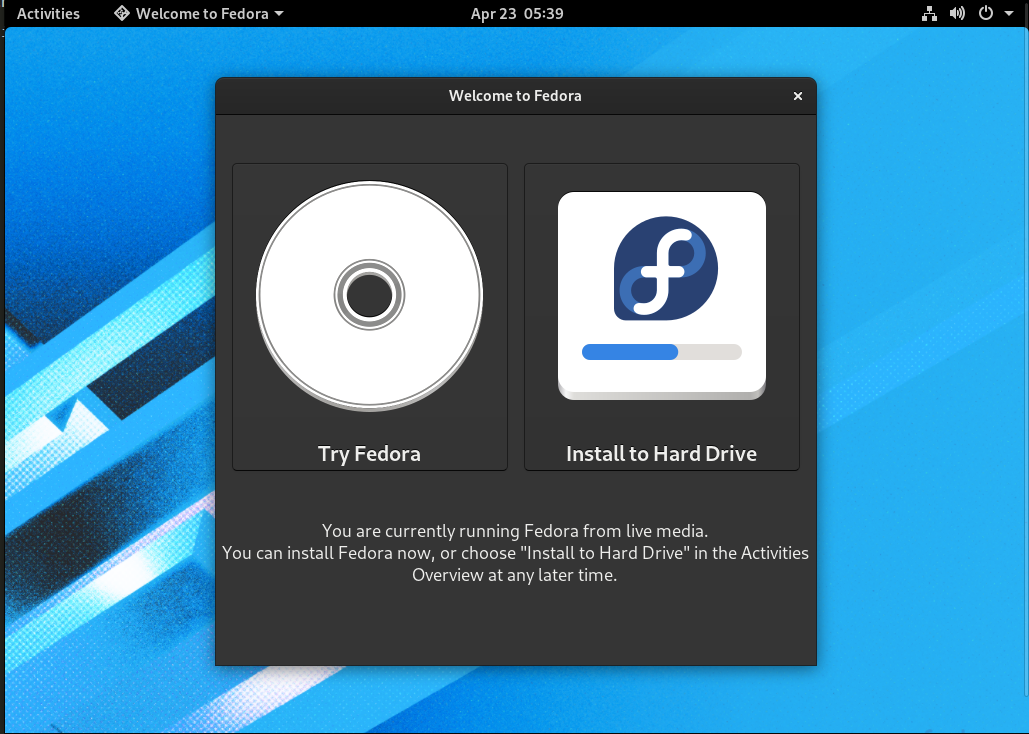 Activities Welcome to Fedora Apr 23 05:39
Welcome to Fedora
Try Fedora Install to Hard Drive
You are currently running Fedora from live media.
You can install Fedora now, or choose "Install to Hard Drive" in the Activities
Overview at any later time.